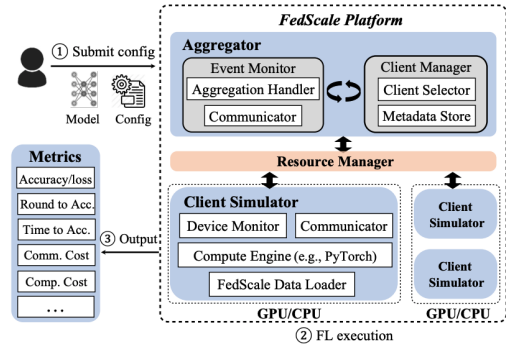 FedScale Platform
① Submit config
Model
Config
Aggregator
Event Monitor
Aggregation Handler
Communicator
Client Manager
Client Selector
Metadata Store
Resource Manager
Client Simulator
Device Monitor
Communicator
Compute Engine (e.g., PyTorch)
FedScale Data Loader
GPU/CPU
Client
Simulator
Client
Simulator
GPU/CPU
② FL execution
③ Output
Metrics
Accuracy/loss
Round to Acc.
Time to Acc.
Comm. Cost
Comp. Cost
...